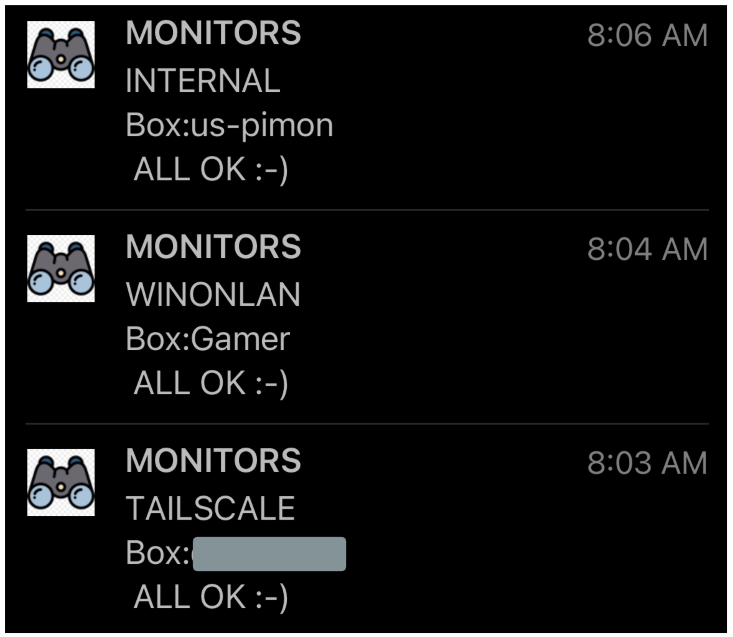 MONITORS 8:06 AM
INTERNAL
Box:us-pimon
ALL OK :-)
MONITORS 8:04 AM
WINONLAN
Box:Gamer
ALL OK :-)
MONITORS 8:03 AM
TAILSCALE
Box:
ALL OK :-)